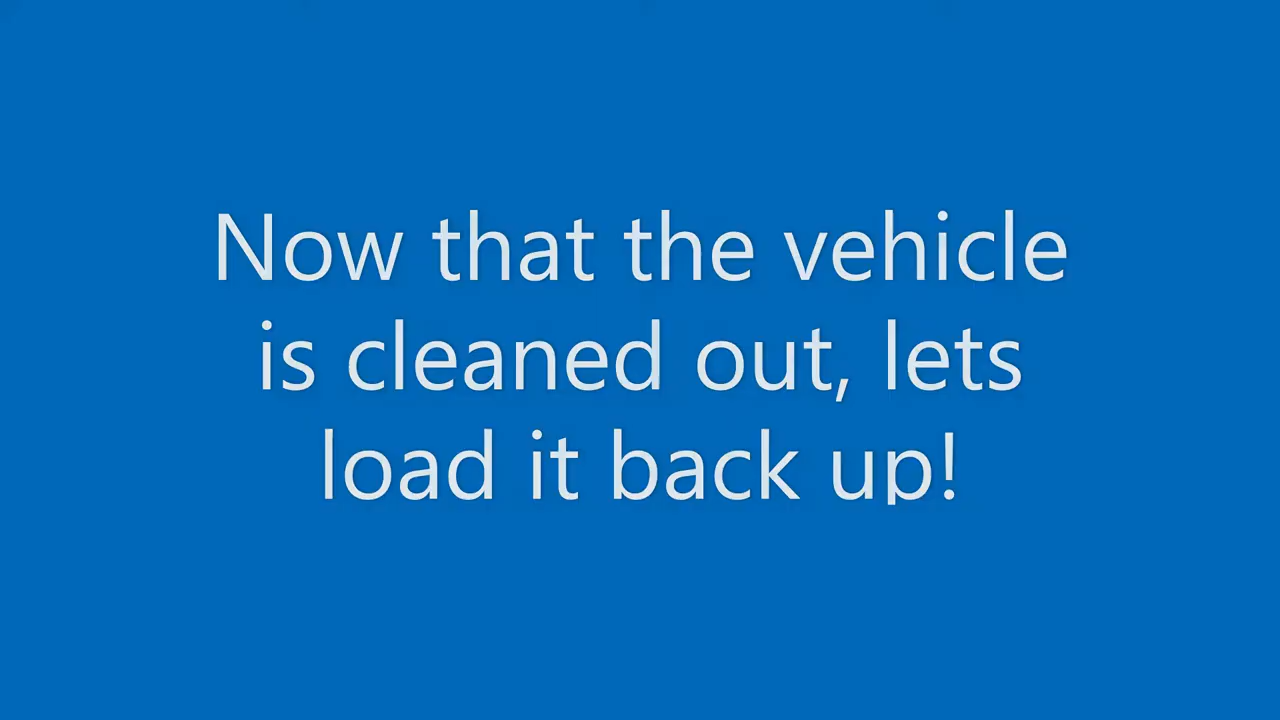 Now that the vehicle
is cleaned out, lets
load it back up!